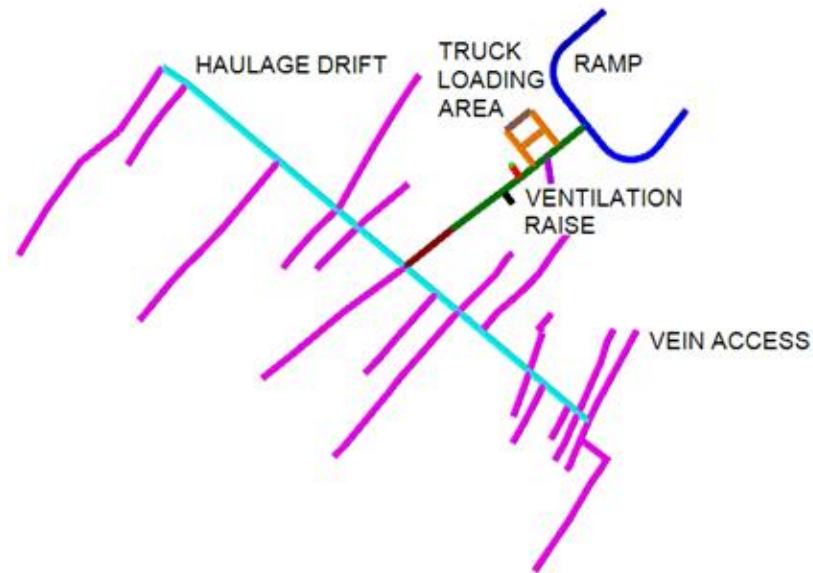 HAULAGE DRIFT
TRUCK
LOADING
AREA
RAMP
VENTILATION
RAISE
VEIN ACCESS